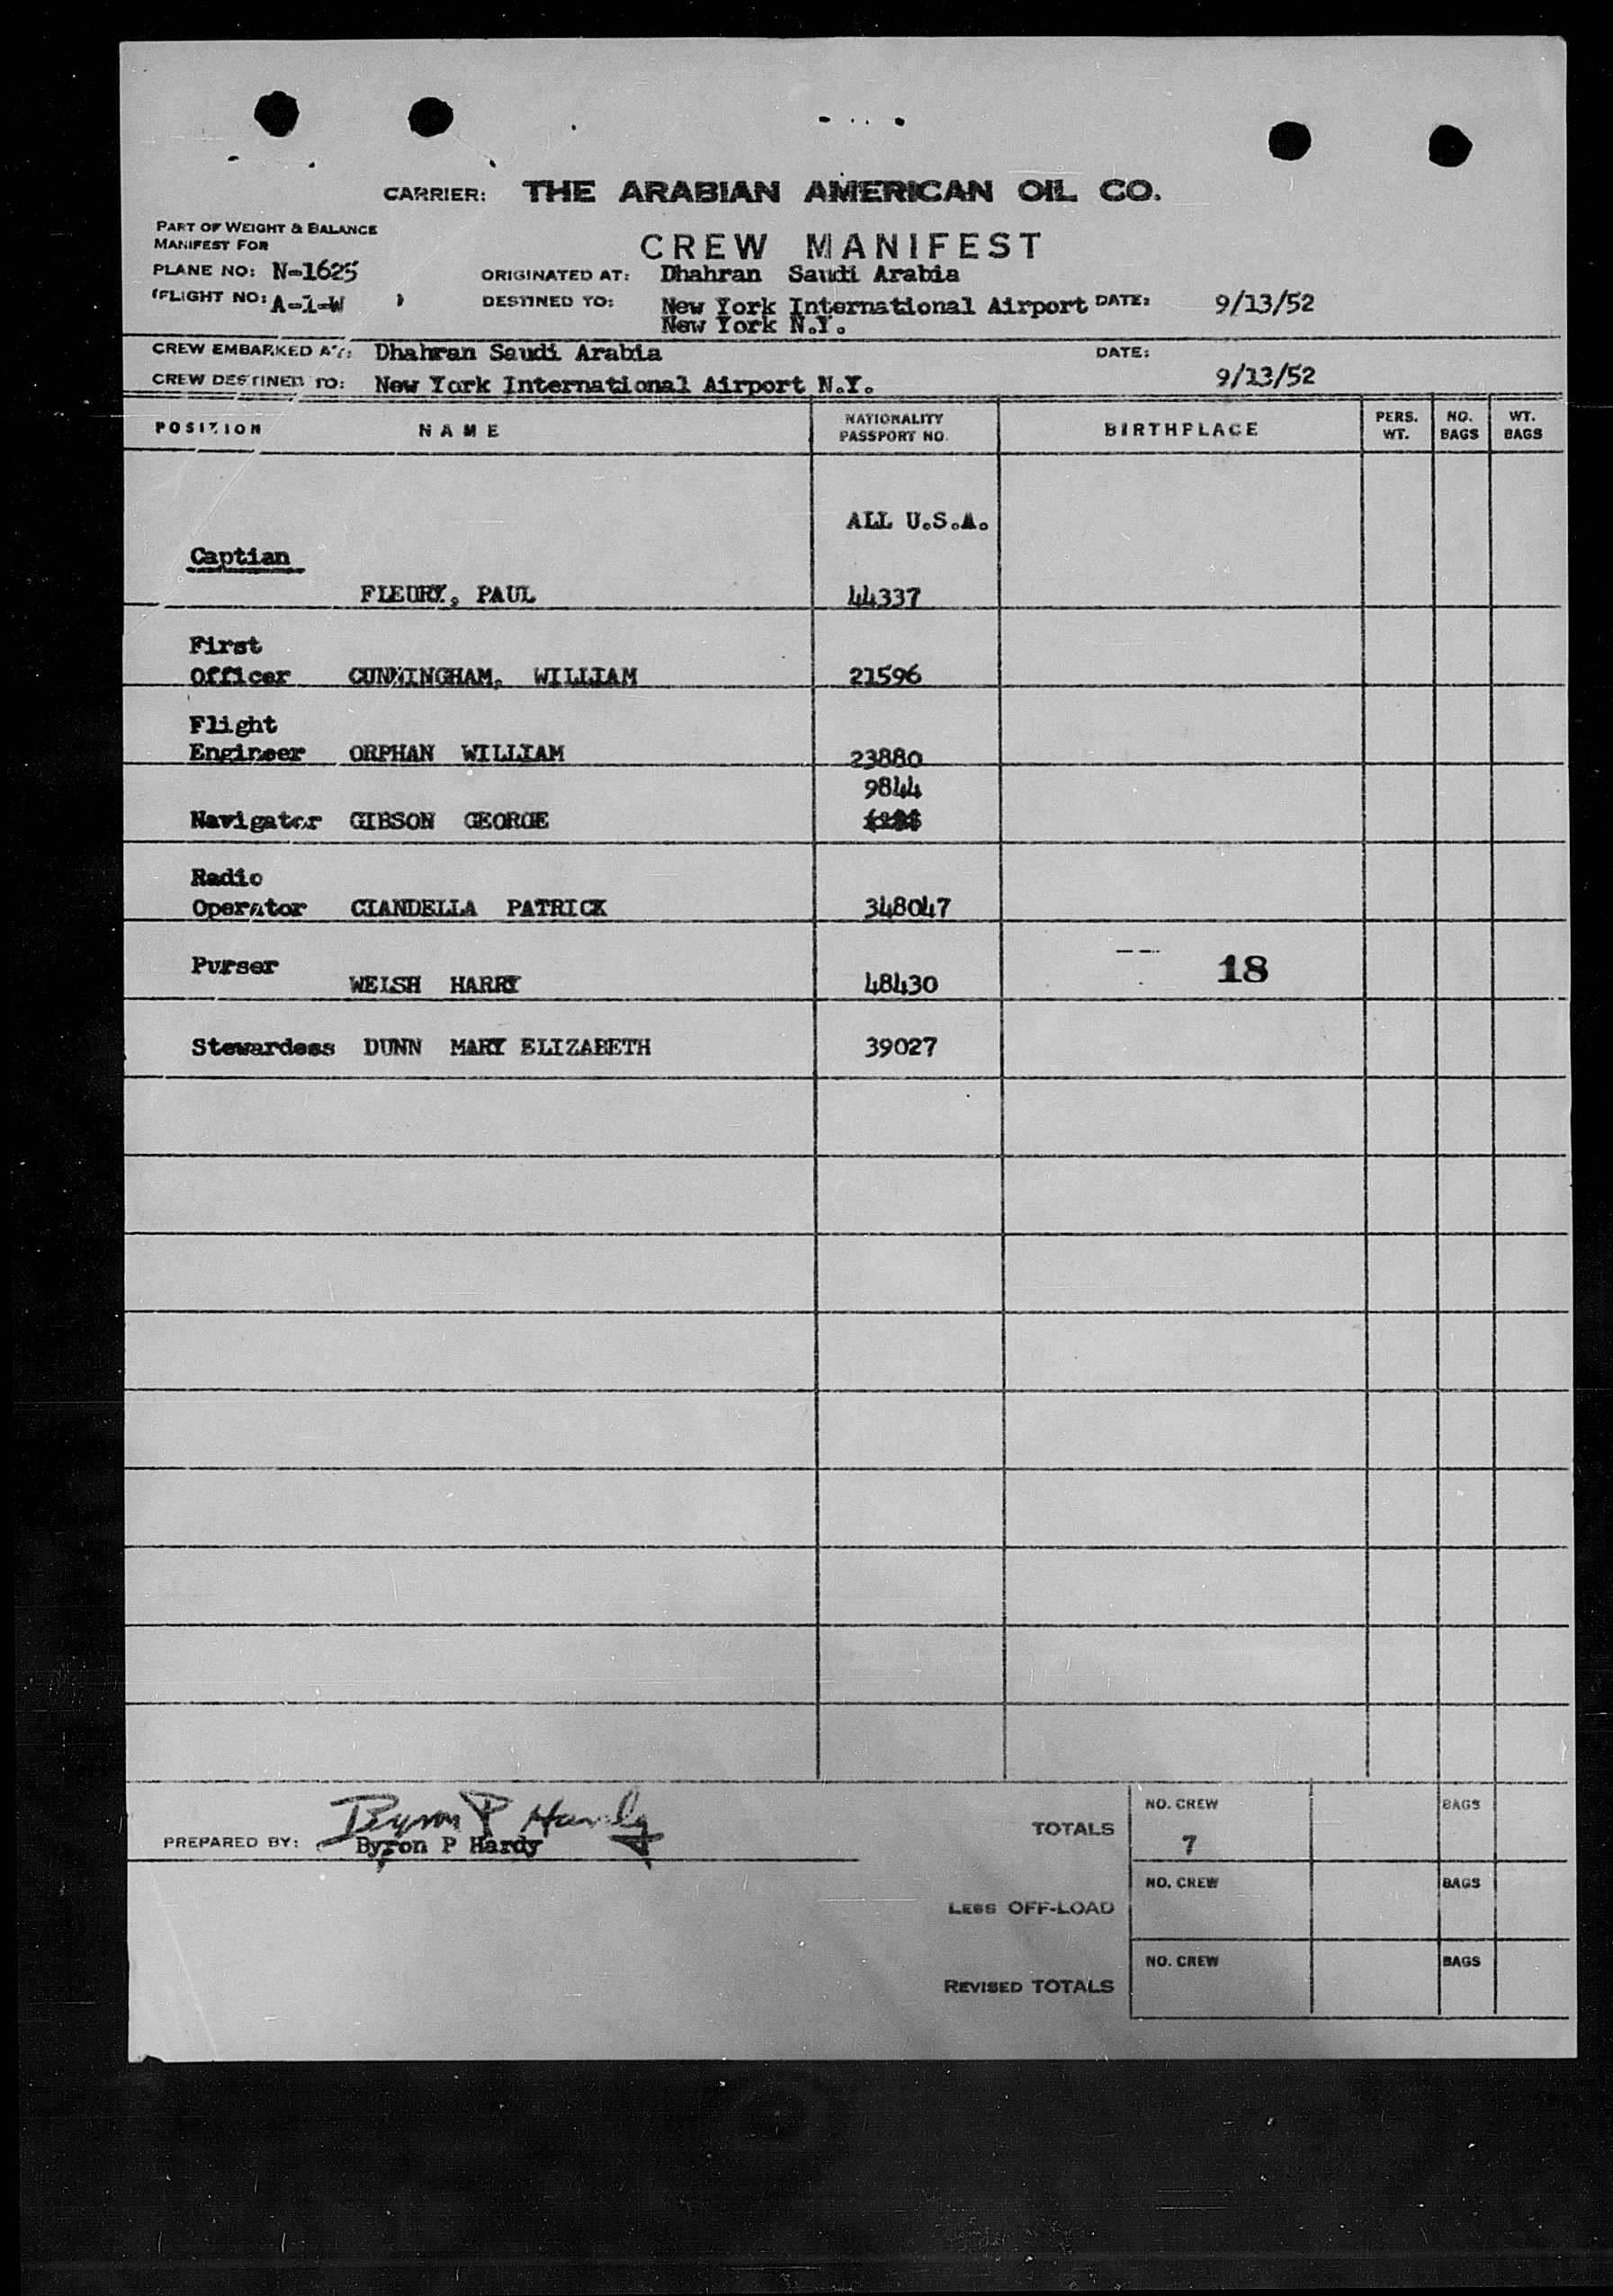 CARRIER: THE ARABIAN AMERICAN OIL CO.
PART OF WEIGHT & BALANCE
MANIFEST FOR
CREW MANIFEST
PLANE NO: N-1625 ORIGINATED AT: Dhahran Saudi Arabia
(FLIGHT NO: A-1-W ) DESTINED TO: New York International Airport DATE: 9/13/52
New York N.Y.
CREW EMBARKED AT: Dhahran Saudi Arabia DATE:
CREW DESTINED TO: New York International Airport N.Y. 9/13/52
POSITION NAME NATIONALITY PASSPORT NO. BIRTHPLACE PERS. WT. NO. BAGS WT. BAGS
ALL U.S.A.
Captian
FLEURY, PAUL 44337
First
Officer CUNNINGHAM, WILLIAM 21596
Flight
Engineer ORPHAN WILLIAM 23880
9844
Navigator GIBSON GEORGE
Radio
Operator CIANDELLA PATRICK 348047
Purser 18
WELSH HARRY 48430
Stewardess DUNN MARY ELIZABETH 39027
Byron P Hardy
PREPARED BY: Byron P Hardy
TOTALS NO. CREW 7 BAGS
LESS OFF-LOAD NO. CREW BAGS
REVISED TOTALS NO. CREW BAGS